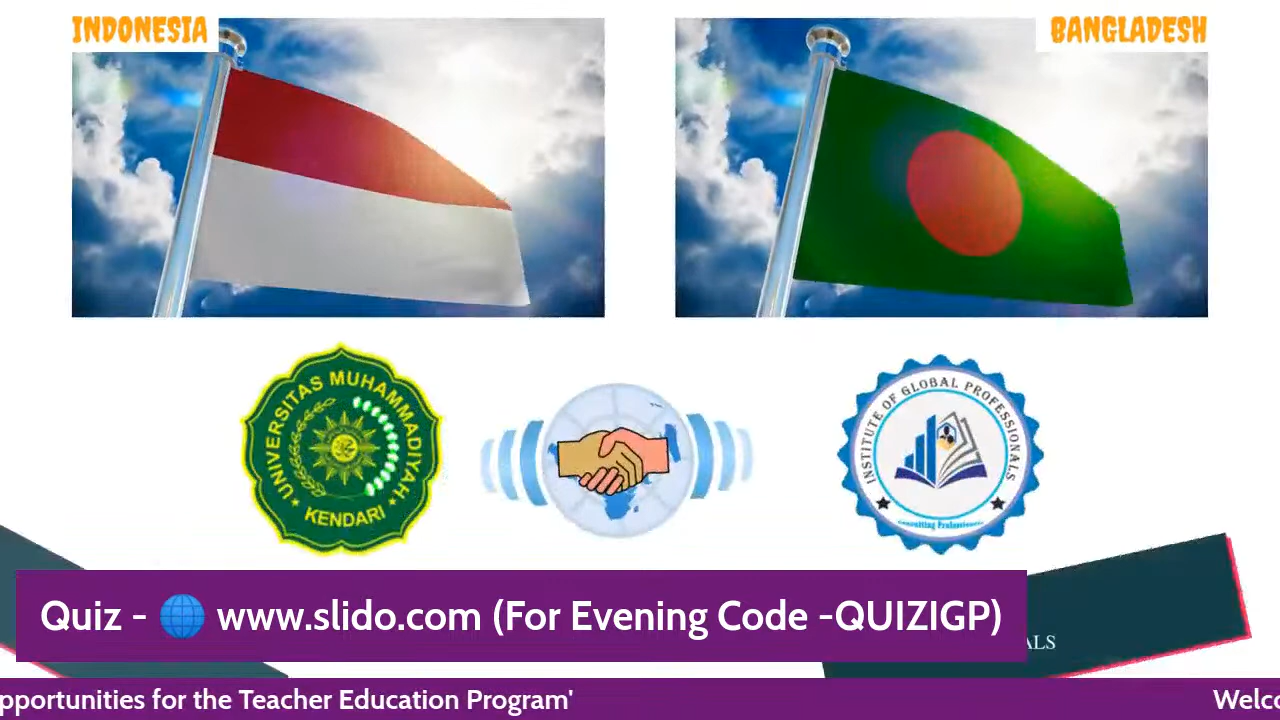 INDONESIA
BANGLADESH
UNIVERSITAS MUHAMMADIYAH
KENDARI
INSTITUTE OF GLOBAL PROFESSIONALS
Quiz - 🌐 www.slido.com (For Evening Code -QUIZIGP)
ALS
pportunities for the Teacher Education Program'
Welco